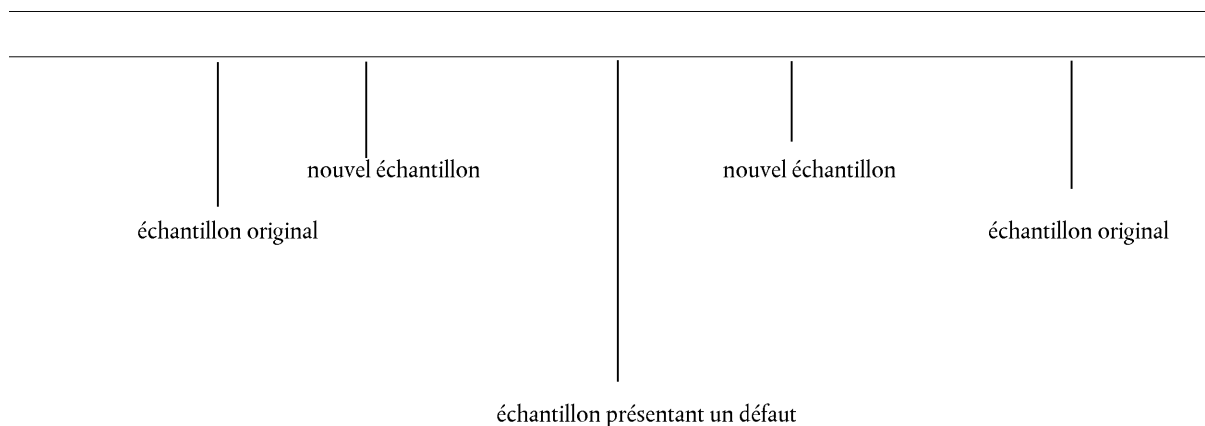 nouvel échantillon
nouvel échantillon
échantillon original
échantillon original
échantillon présentant un défaut